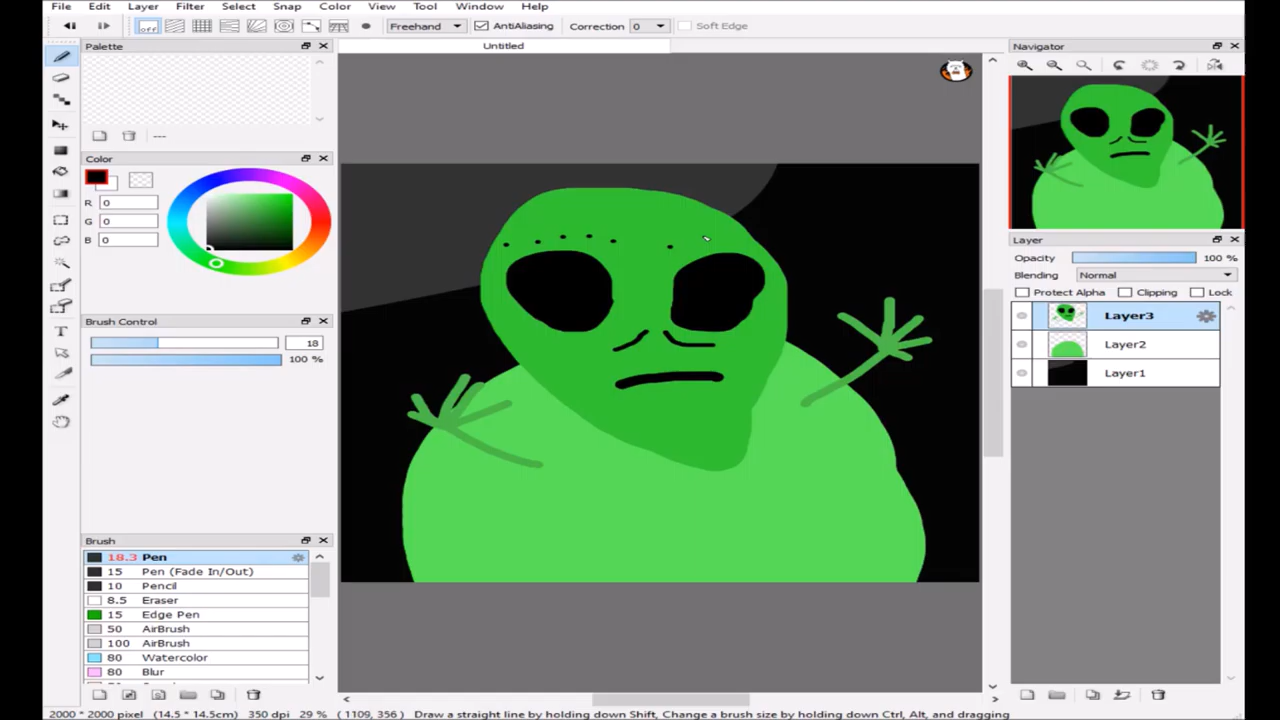 File Edit Layer Filter Select Snap Color View Tool Window Help
off Freehand AntiAliasing Correction 0 Soft Edge
Palette
Untitled
Navigator
---
Color
R 0
G 0
B 0
Layer
Opacity 100 %
Blending Normal
Protect Alpha Clipping Lock
Layer3
Layer2
Layer1
Brush Control
18
100 %
Brush
18.3 Pen
15 Pen (Fade In/Out)
10 Pencil
8.5 Eraser
15 Edge Pen
50 AirBrush
100 AirBrush
80 Watercolor
80 Blur
2000 * 2000 pixel (14.5 * 14.5cm) 350 dpi 29 % ( 1109, 356 ) Draw a straight line by holding down Shift, Change a brush size by holding down Ctrl, Alt, and dragging